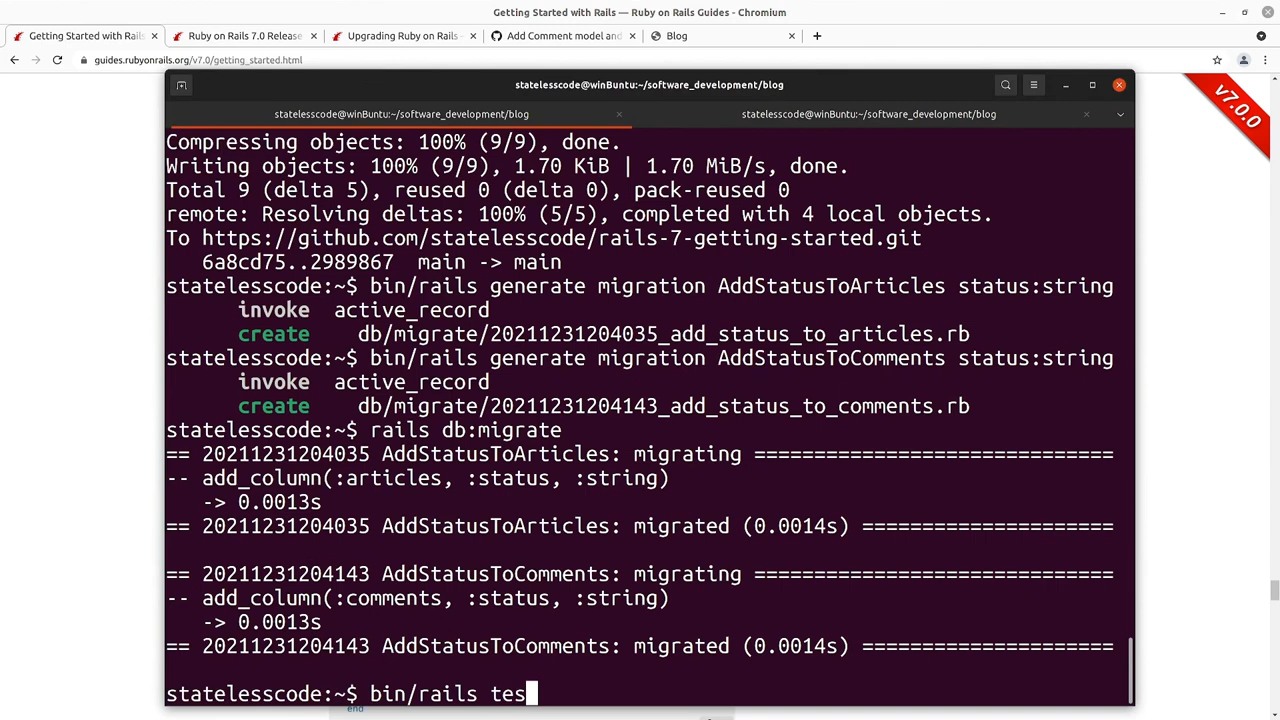 Getting Started with Rails — Ruby on Rails Guides - Chromium
Getting Started with Rails
Ruby on Rails 7.0 Release
Upgrading Ruby on Rails –
Add Comment model and
Blog
guides.rubyonrails.org/v7.0/getting_started.html
v7.0.0
statelesscode@winBuntu:~/software_development/blog
statelesscode@winBuntu:~/software_development/blog
statelesscode@winBuntu:~/software_development/blog
Compressing objects: 100% (9/9), done.
Writing objects: 100% (9/9), 1.70 KiB | 1.70 MiB/s, done.
Total 9 (delta 5), reused 0 (delta 0), pack-reused 0
remote: Resolving deltas: 100% (5/5), completed with 4 local objects.
To https://github.com/statelesscode/rails-7-getting-started.git
6a8cd75..2989867  main -> main
statelesscode:~$ bin/rails generate migration AddStatusToArticles status:string
invoke  active_record
create    db/migrate/20211231204035_add_status_to_articles.rb
statelesscode:~$ bin/rails generate migration AddStatusToComments status:string
invoke  active_record
create    db/migrate/20211231204143_add_status_to_comments.rb
statelesscode:~$ rails db:migrate
== 20211231204035 AddStatusToArticles: migrating ==============================
-- add_column(:articles, :status, :string)
-> 0.0013s
== 20211231204035 AddStatusToArticles: migrated (0.0014s) =====================
== 20211231204143 AddStatusToComments: migrating ==============================
-- add_column(:comments, :status, :string)
-> 0.0013s
== 20211231204143 AddStatusToComments: migrated (0.0014s) =====================
statelesscode:~$ bin/rails tes
end